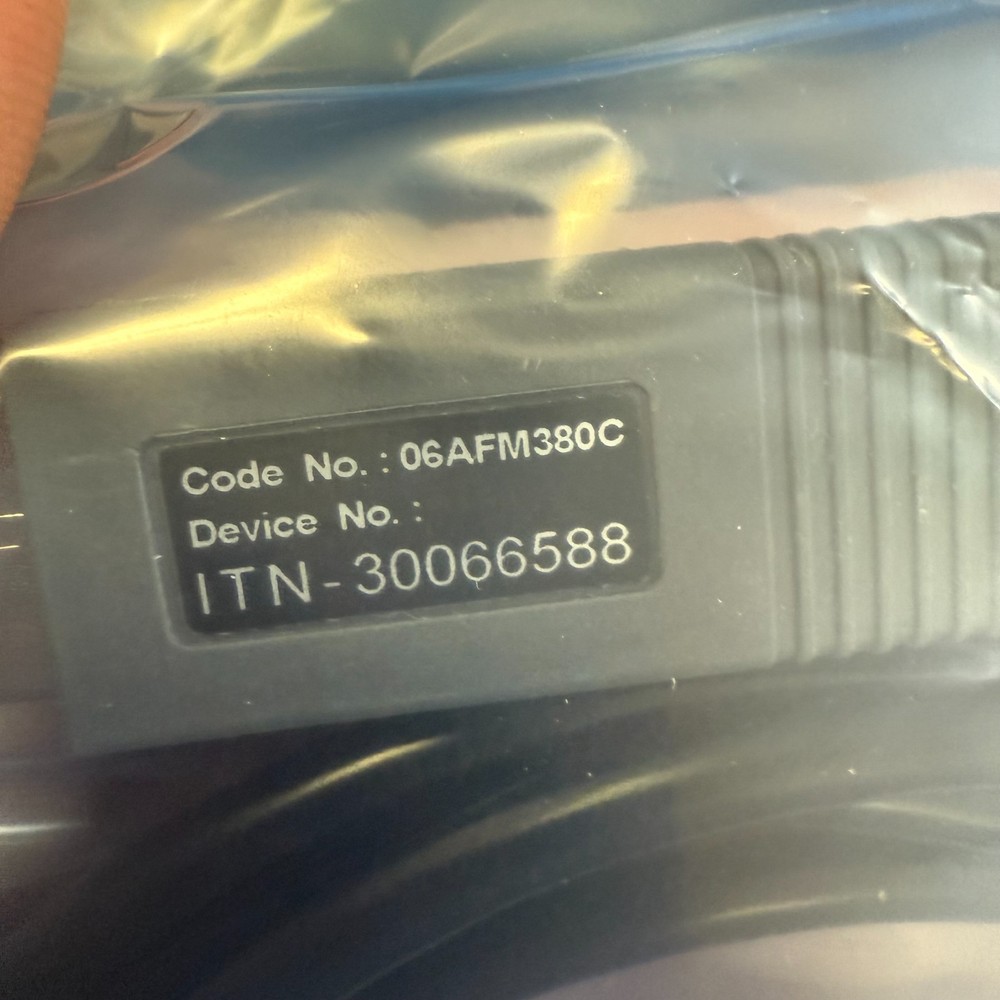 Code No. : 06AFM380C
Device No. :
ITN-30066588